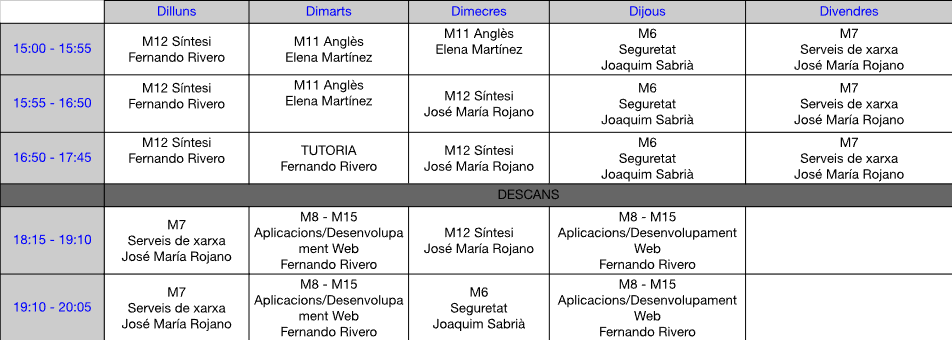 Dilluns Dimarts Dimecres Dijous Divendres
15:00 - 15:55
M12 Síntesi
Fernando Rivero
M11 Anglès
Elena Martínez
M11 Anglès
Elena Martínez
M6
Seguretat
Joaquim Sabrià
M7
Serveis de xarxa
José María Rojano
15:55 - 16:50
M12 Síntesi
Fernando Rivero
M11 Anglès
Elena Martínez
M12 Síntesi
José María Rojano
M6
Seguretat
Joaquim Sabrià
M7
Serveis de xarxa
José María Rojano
16:50 - 17:45
M12 Síntesi
Fernando Rivero
TUTORIA
Fernando Rivero
M12 Síntesi
José María Rojano
M6
Seguretat
Joaquim Sabrià
M7
Serveis de xarxa
José María Rojano
DESCANS
18:15 - 19:10
M7
Serveis de xarxa
José María Rojano
M8 - M15
Aplicacions/Desenvolupa
ment Web
Fernando Rivero
M12 Síntesi
José María Rojano
M8 - M15
Aplicacions/Desenvolupament
Web
Fernando Rivero
19:10 - 20:05
M7
Serveis de xarxa
José María Rojano
M8 - M15
Aplicacions/Desenvolupa
ment Web
Fernando Rivero
M6
Seguretat
Joaquim Sabrià
M8 - M15
Aplicacions/Desenvolupament
Web
Fernando Rivero